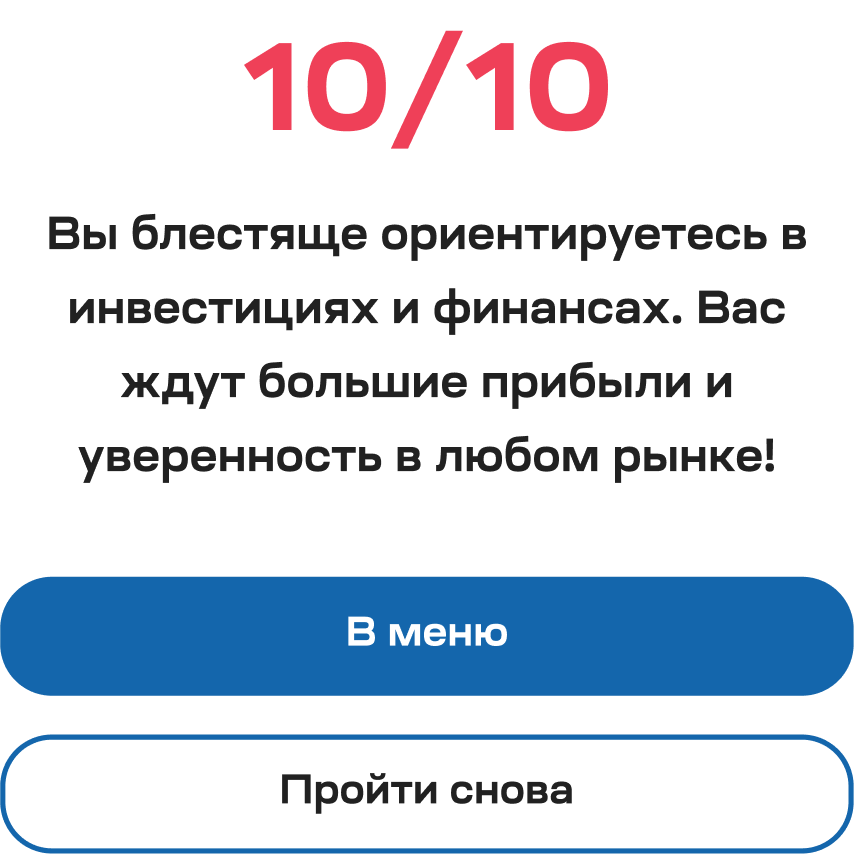 10/10
Вы блестяще ориентируетесь в
инвестициях и финансах. Вас
ждут большие прибыли и
уверенность в любом рынке!
В меню
Пройти снова